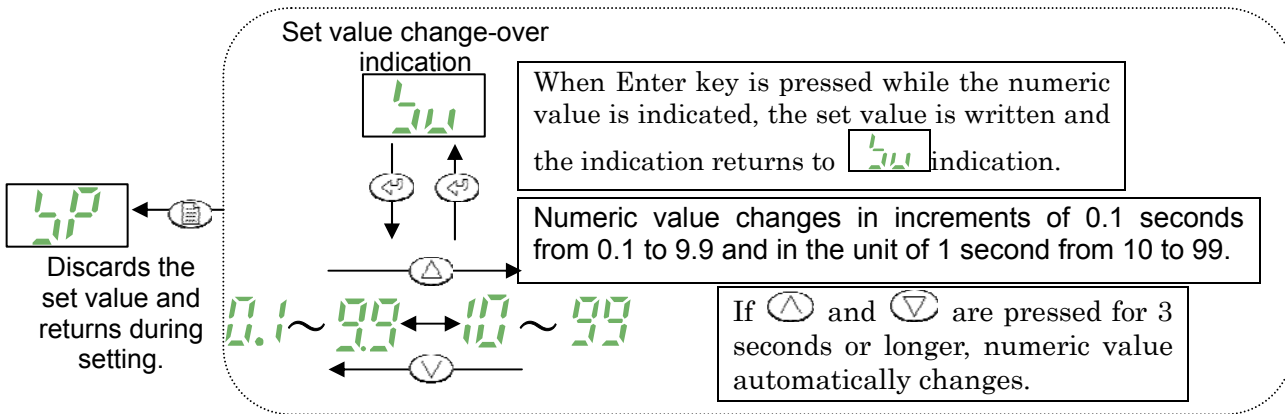 Set value change-over
indication
Su
When Enter key is pressed while the numeric
value is indicated, the set value is written and
the indication returns to Su indication.
SP
Discards the
set value and
returns during
setting.
Numeric value changes in increments of 0.1 seconds
from 0.1 to 9.9 and in the unit of 1 second from 10 to 99.
0.1～9.9 10～99
If and are pressed for 3
seconds or longer, numeric value
automatically changes.